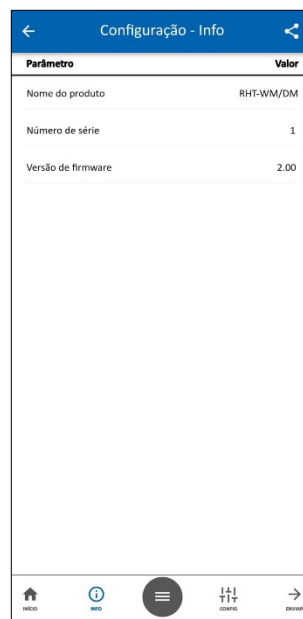 Configuração - Info
Parâmetro Valor
Nome do produto RHT-WM/DM
Número de série 1
Versão de firmware 2.00
INÍCIO INFO CONFIG ENVIAR